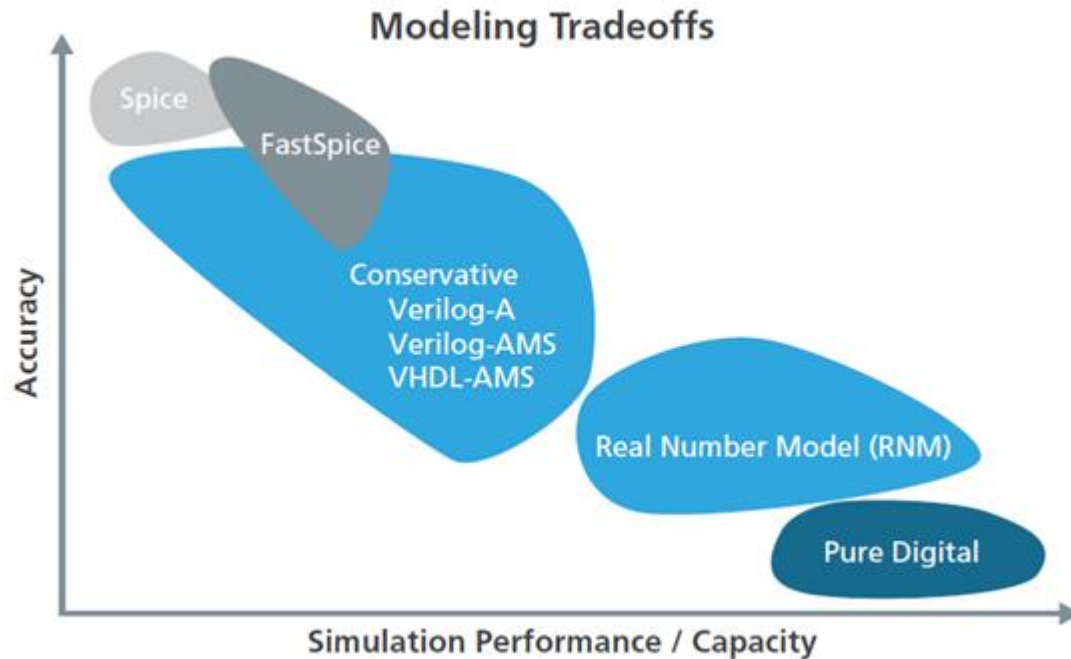 Modeling Tradeoffs
Spice
FastSpice
Conservative
Verilog-A
Verilog-AMS
VHDL-AMS
Real Number Model (RNM)
Pure Digital
Accuracy
Simulation Performance / Capacity